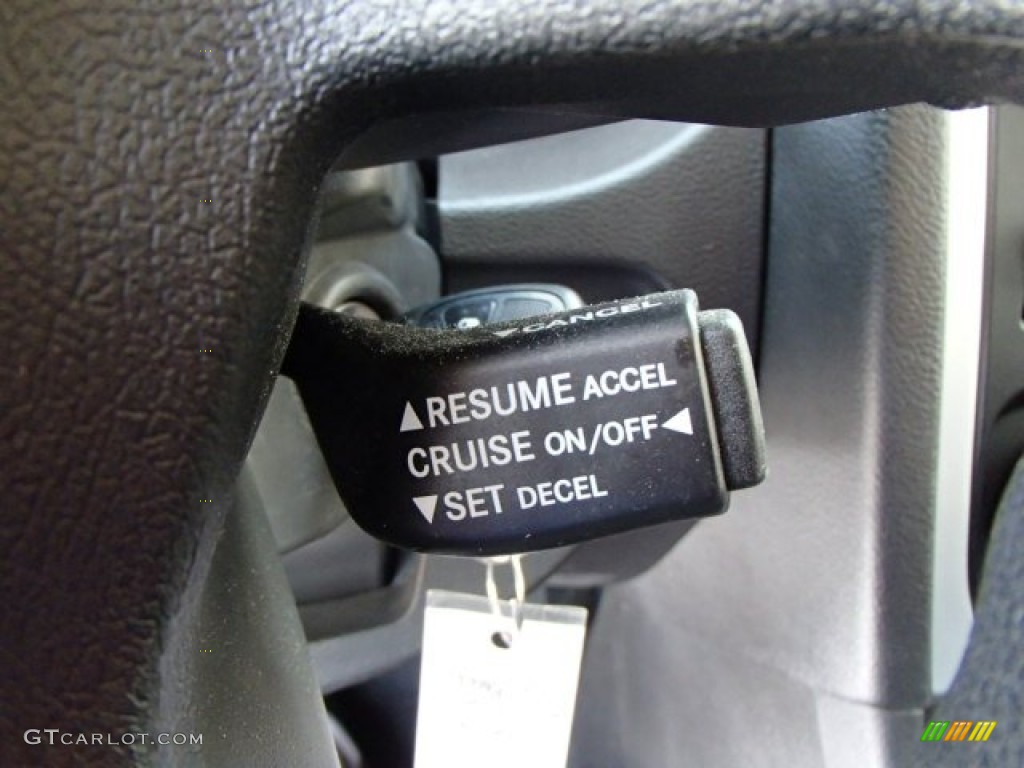 CANCEL
▲RESUME ACCEL
CRUISE ON/OFF◀
▼SET DECEL
GTCARLOT.COM